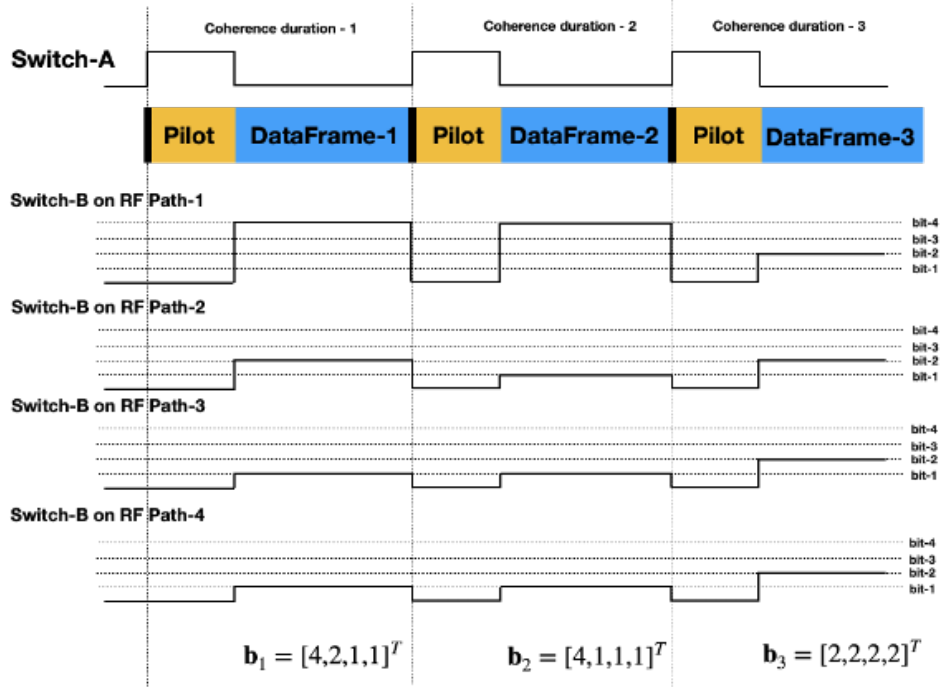 Coherence duration - 1 Coherence duration - 2 Coherence duration - 3
Switch-A
Pilot DataFrame-1 Pilot DataFrame-2 Pilot DataFrame-3
Switch-B on RF Path-1
bit-4
bit-3
bit-2
bit-1
Switch-B on RF Path-2
bit-4
bit-3
bit-2
bit-1
Switch-B on RF Path-3
bit-4
bit-3
bit-2
bit-1
Switch-B on RF Path-4
bit-4
bit-3
bit-2
bit-1
b₁ = [4,2,1,1]ᵀ b₂ = [4,1,1,1]ᵀ b₃ = [2,2,2,2]ᵀ